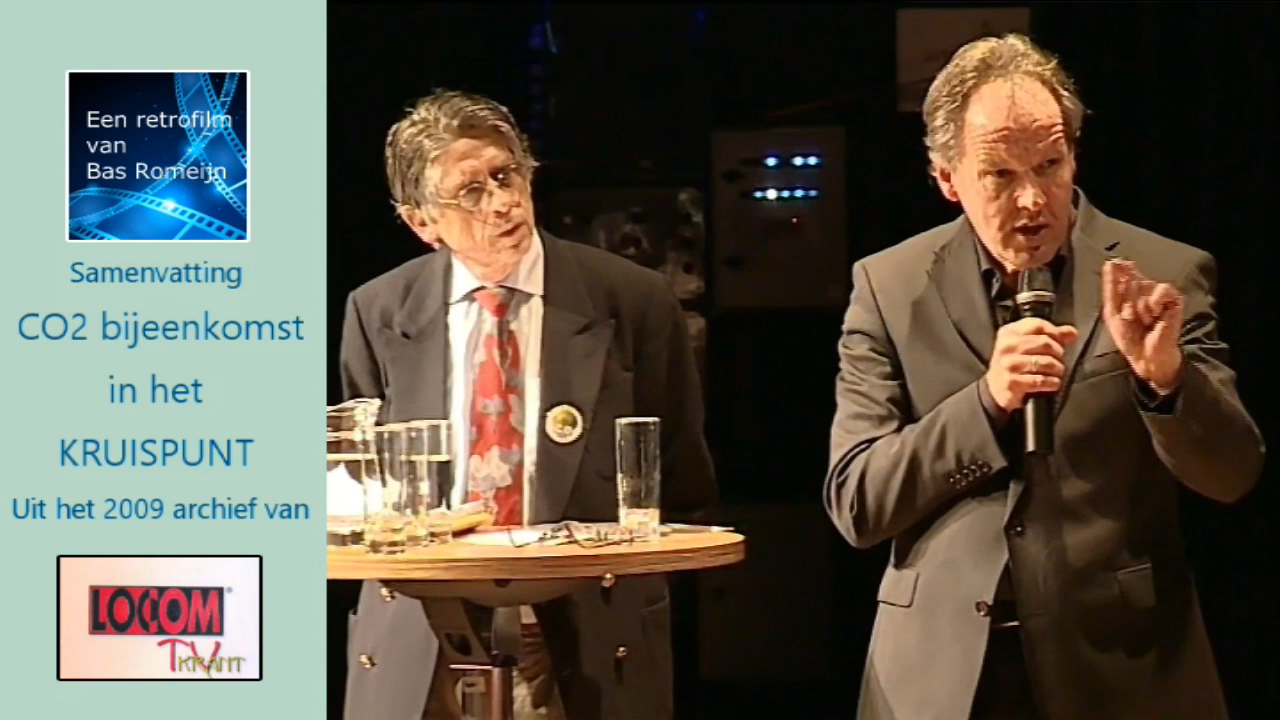 Een retrofilm
van
Bas Romeijn
Samenvatting
CO2 bijeenkomst
in het
KRUISPUNT
Uit het 2009 archief van
LOCOM
TV KRANT